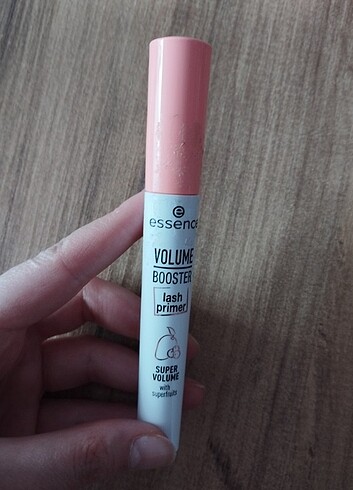 essence
VOLUME
BOOSTER
lash
primer
SUPER
VOLUME
with
superfruits